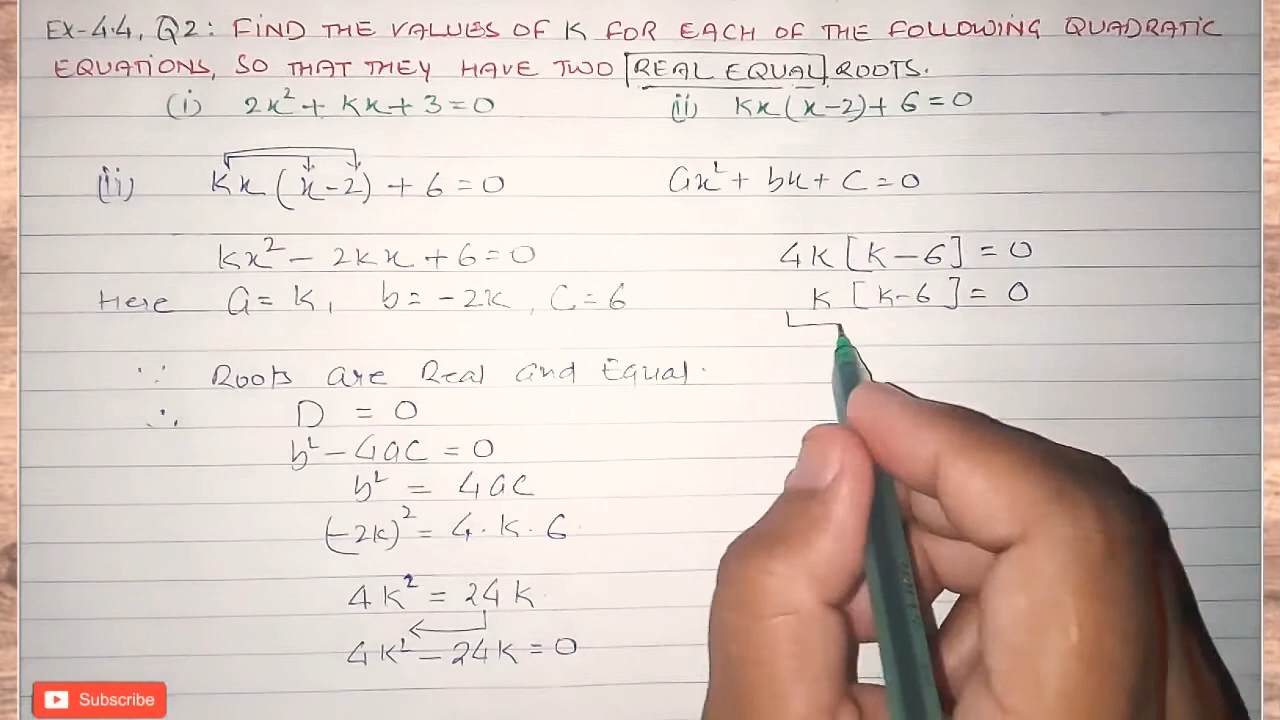 EX-4.4, Q2: FIND THE VALUES OF K FOR EACH OF THE FOLLOWING QUADRATIC
EQUATIONS, SO THAT THEY HAVE TWO REAL EQUAL ROOTS.
(i) 2x² + kx + 3 = 0 (ii) kx(x-2) + 6 = 0
(ii) kx(x-2) + 6 = 0
kx² - 2kx + 6 = 0
Here a = k, b = -2k, c = 6
∵ Roots are Real and Equal.
∴ D = 0
b² - 4ac = 0
b² = 4ac
(-2k)² = 4.k.6
4k² = 24k
4k² - 24k = 0
ax² + bx + c = 0
4k[k-6] = 0
k[k-6] = 0
Subscribe